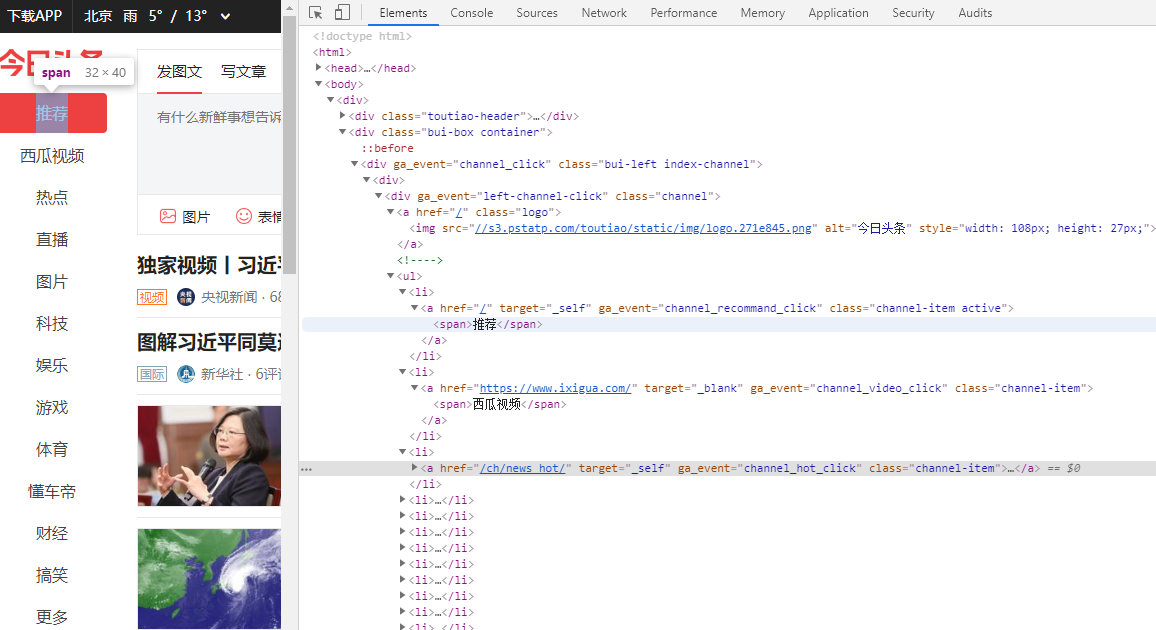 下载APP 北京 雨 5° / 13°
今日头条
span 32 × 40
推荐
西瓜视频
热点
直播
图片
科技
娱乐
游戏
体育
懂车帝
财经
搞笑
更多
发图文 写文章
有什么新鲜事想告诉
图片 表情
独家视频丨习近平
视频 央视新闻 央视新闻 · 68
图解习近平同莫
国际 新华社 · 6评
Elements Console Sources Network Performance Memory Application Security Audits
<!doctype html>
<html>
<head>…</head>
<body>
<div>
<div class="toutiao-header">…</div>
<div class="bui-box container">
::before
<div ga_event="channel_click" class="bui-left index-channel">
<div>
<div ga_event="left-channel-click" class="channel">
<a href="/" class="logo">
<img src="//s3.pstatp.com/toutiao/static/img/logo.271e845.png" alt="今日头条" style="width: 108px; height: 27px;">
</a>
<!---->
<ul>
<li>
<a href="/" target="_self" ga_event="channel_recommand_click" class="channel-item active">
<span>推荐</span>
</a>
</li>
<li>
<a href="https://www.ixigua.com/" target="_blank" ga_event="channel_video_click" class="channel-item">
<span>西瓜视频</span>
</a>
</li>
<li>
… <a href="/ch/news_hot/" target="_self" ga_event="channel_hot_click" class="channel-item">…</a> == $0
</li>
<li>…</li>
<li>…</li>
<li>…</li>
<li>…</li>
<li>…</li>
<li>…</li>
<li>…</li>
<li>…</li>
<li>…</li>